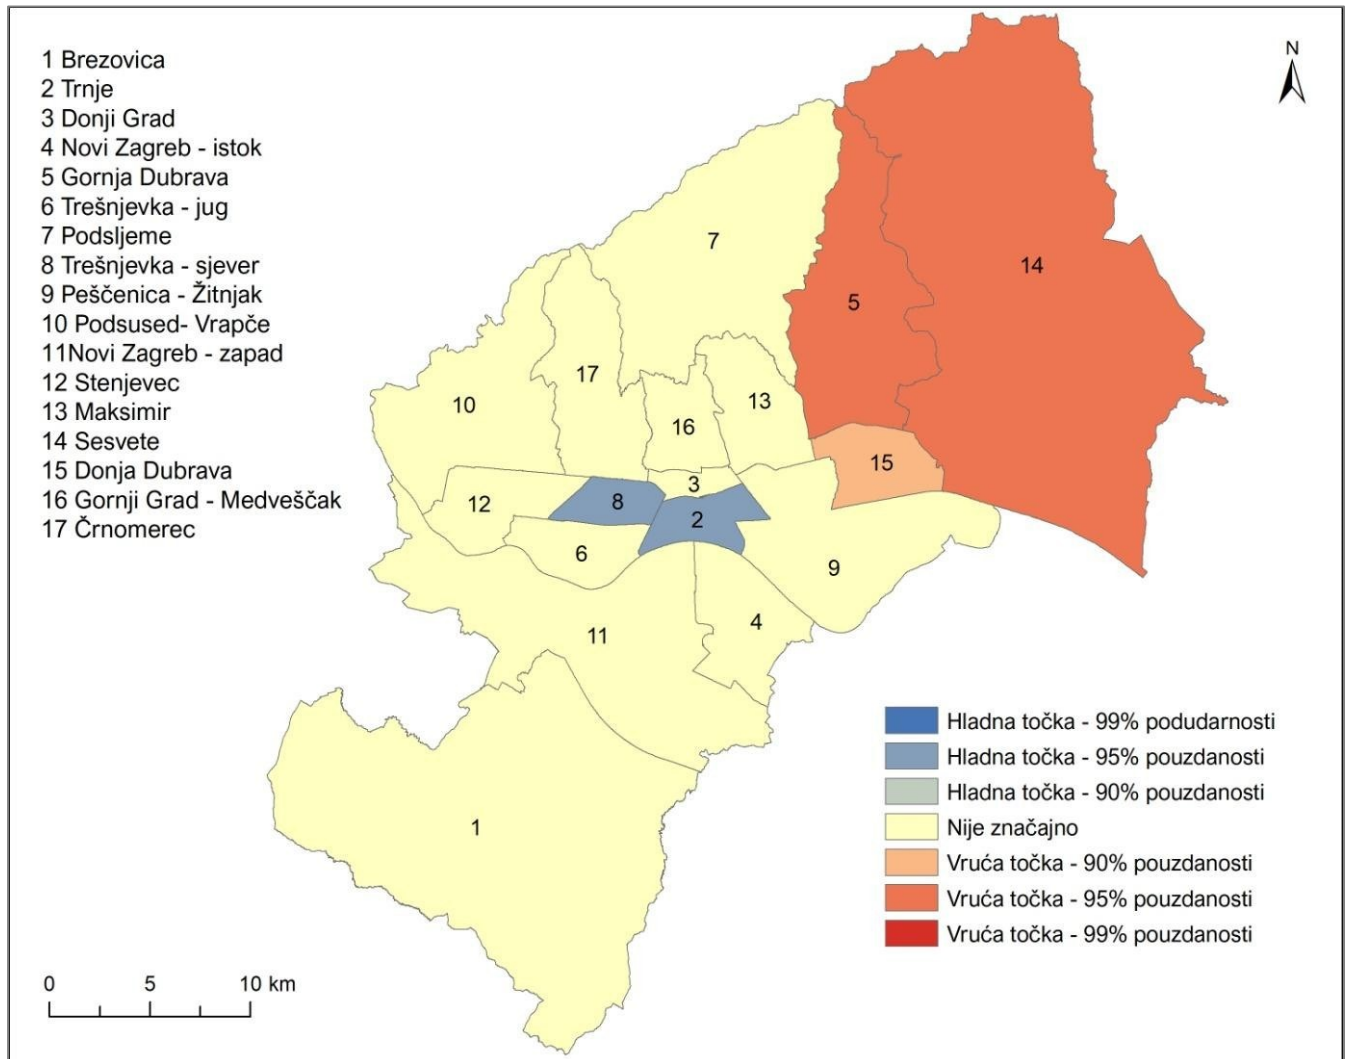 1 Brezovica
2 Trnje
3 Donji Grad
4 Novi Zagreb - istok
5 Gornja Dubrava
6 Trešnjevka - jug
7 Podsljeme
8 Trešnjevka - sjever
9 Peščenica - Žitnjak
10 Podsused- Vrapče
11Novi Zagreb - zapad
12 Stenjevec
13 Maksimir
14 Sesvete
15 Donja Dubrava
16 Gornji Grad - Medveščak
17 Črnomerec
N
7
14
5
17
13
10
16
15
3
12
8
2
6
9
4
11
1
Hladna točka - 99% podudarnosti
Hladna točka - 95% pouzdanosti
Hladna točka - 90% pouzdanosti
Nije značajno
Vruća točka - 90% pouzdanosti
Vruća točka - 95% pouzdanosti
Vruća točka - 99% pouzdanosti
0 5 10 km